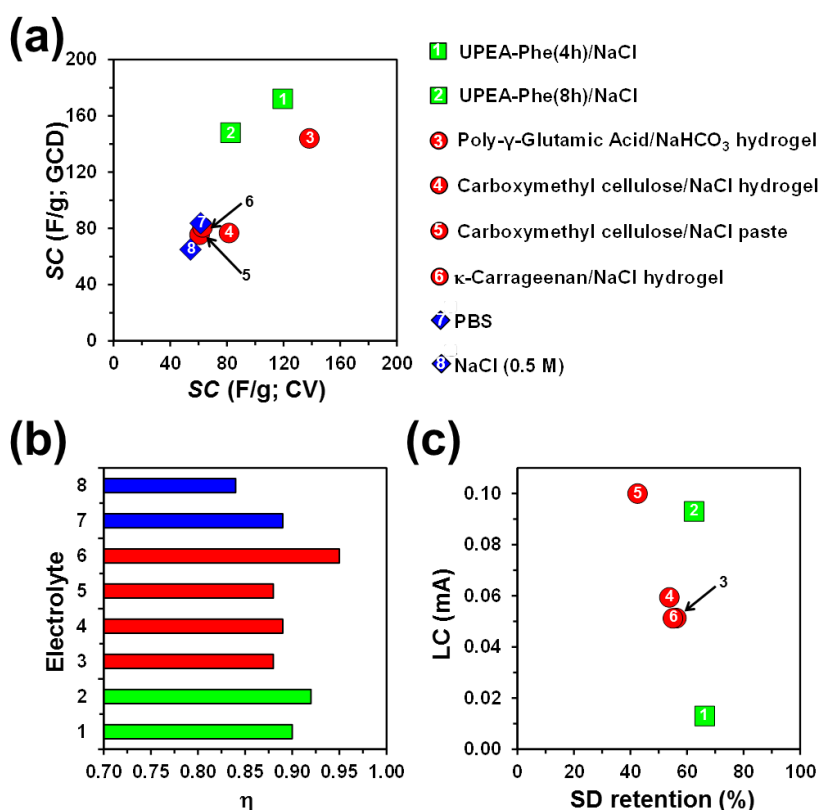 (a)
SC (F/g; GCD)
200
160
120
80
40
0
1
2
3
4
5
6
7
8
0 40 80 120 160 200
SC (F/g; CV)
1 UPEA-Phe(4h)/NaCl
2 UPEA-Phe(8h)/NaCl
3 Poly-γ-Glutamic Acid/NaHCO₃ hydrogel
4 Carboxymethyl cellulose/NaCl hydrogel
5 Carboxymethyl cellulose/NaCl paste
6 κ-Carrageenan/NaCl hydrogel
7 PBS
8 NaCl (0.5 M)
(b)
Electrolyte
8
7
6
5
4
3
2
1
0.70 0.75 0.80 0.85 0.90 0.95 1.00
η
(c)
LC (mA)
0.10
0.08
0.06
0.04
0.02
0.00
5
2
4
3
6
1
0 20 40 60 80 100
SD retention (%)